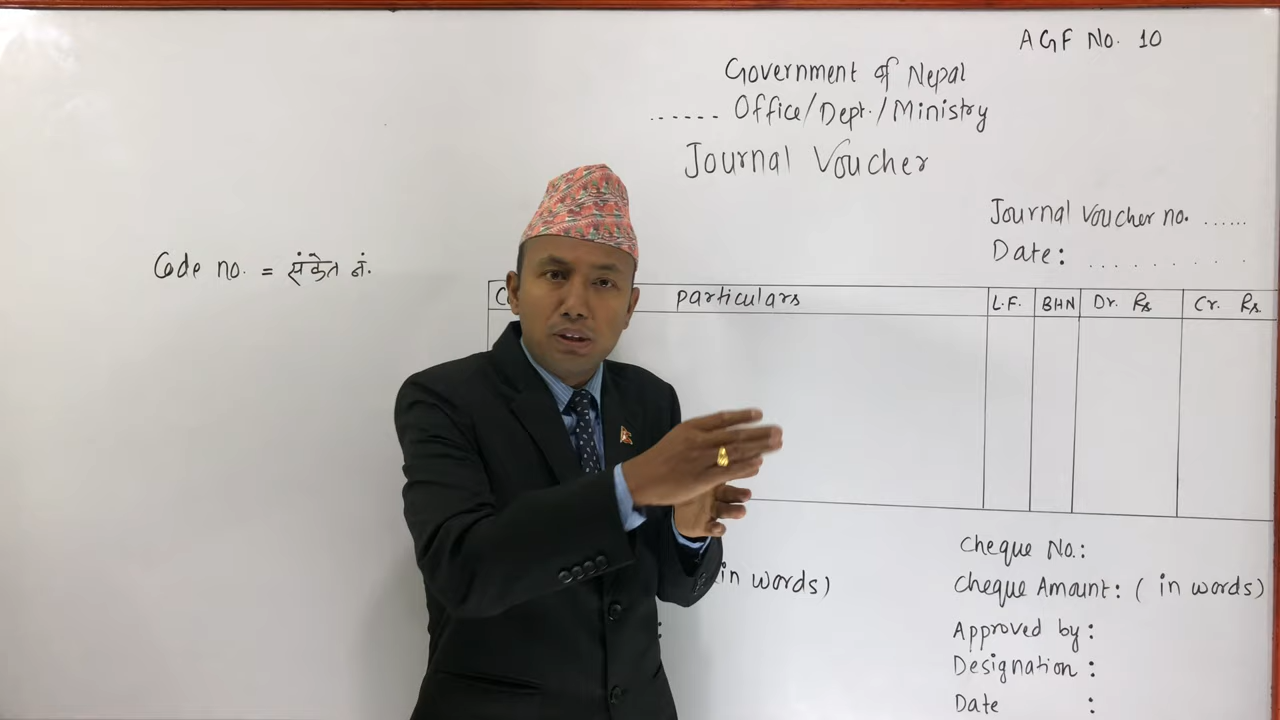 AGF No. 10
Government of Nepal
...... Office/Dept./Ministry
Journal Voucher
Journal Voucher no. ......
Date: .........
Code no. = संकेत नं.
particulars L.F. BHN Dr. Rs Cr. Rs.
Cheque No.:
in words)
Cheque Amount: ( in words)
Approved by :
Designation :
Date :